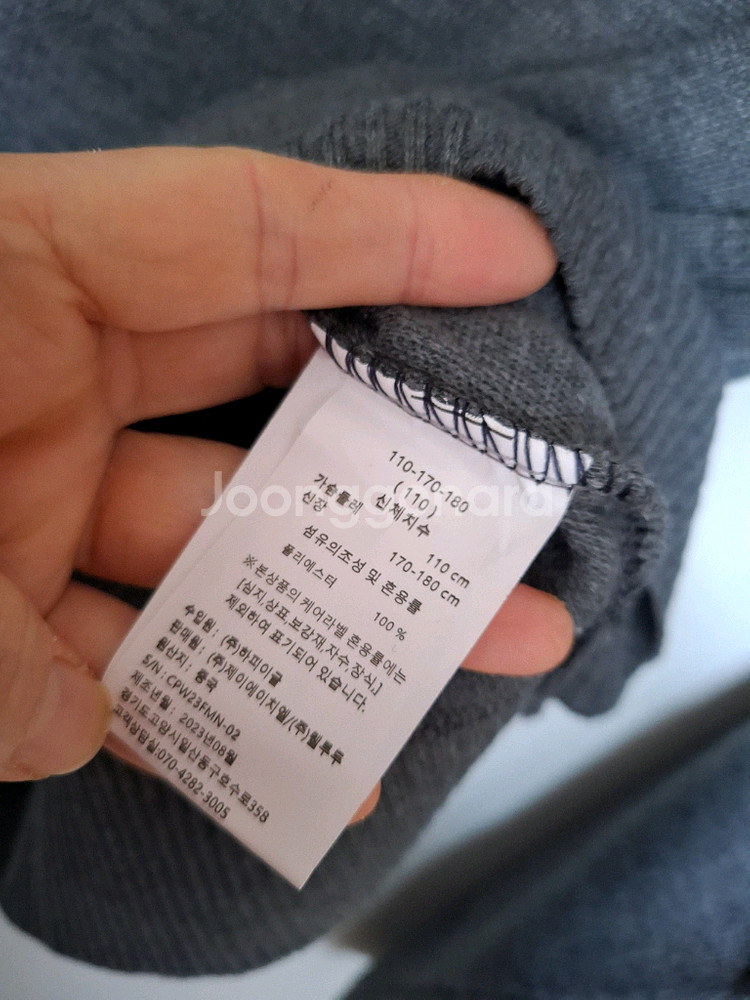 110-170-180
( 110 )
신체치수
가슴둘레 110 cm
신장 170-180 cm
섬유의조성 및 혼용률
폴리에스터 100 %
※본상품의 케어라벨 혼용률에는
[심지,상표,보강재,자수,장식,]
제외하여 표기되어 있습니다.
수입원 : (주)하피이글
판매원 : (주)제이에이치엘/(주)월루루
원산지 : 중국
S/N : CPW23FMN-02
제조년월 : 2023년08월
경기도고양시일산동구호수로358
고객상담실:070-4282-3005
Joonggonara